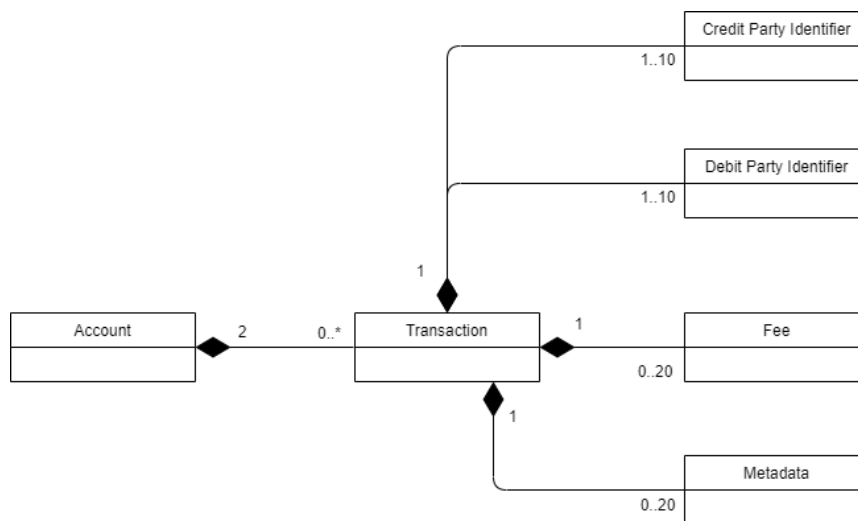 Credit Party Identifier
1..10
Debit Party Identifier
1..10
1
Account
2
0..*
Transaction
1
Fee
0..20
1
Metadata
0..20